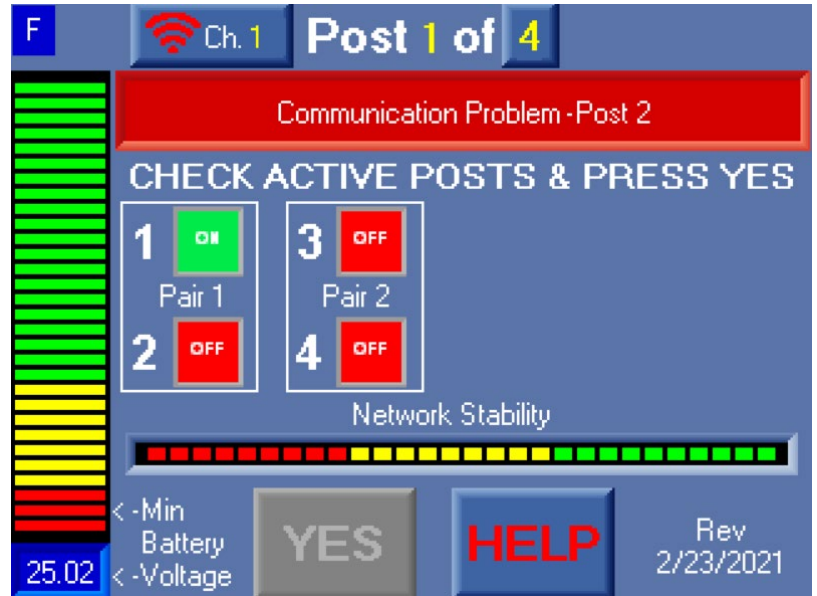 F
Ch. 1
Post 1 of 4
Communication Problem -Post 2
CHECK ACTIVE POSTS & PRESS YES
1 ON
3 OFF
Pair 1
Pair 2
2 OFF
4 OFF
Network Stability
< -Min
Battery
< -Voltage
25.02
YES
HELP
Rev
2/23/2021